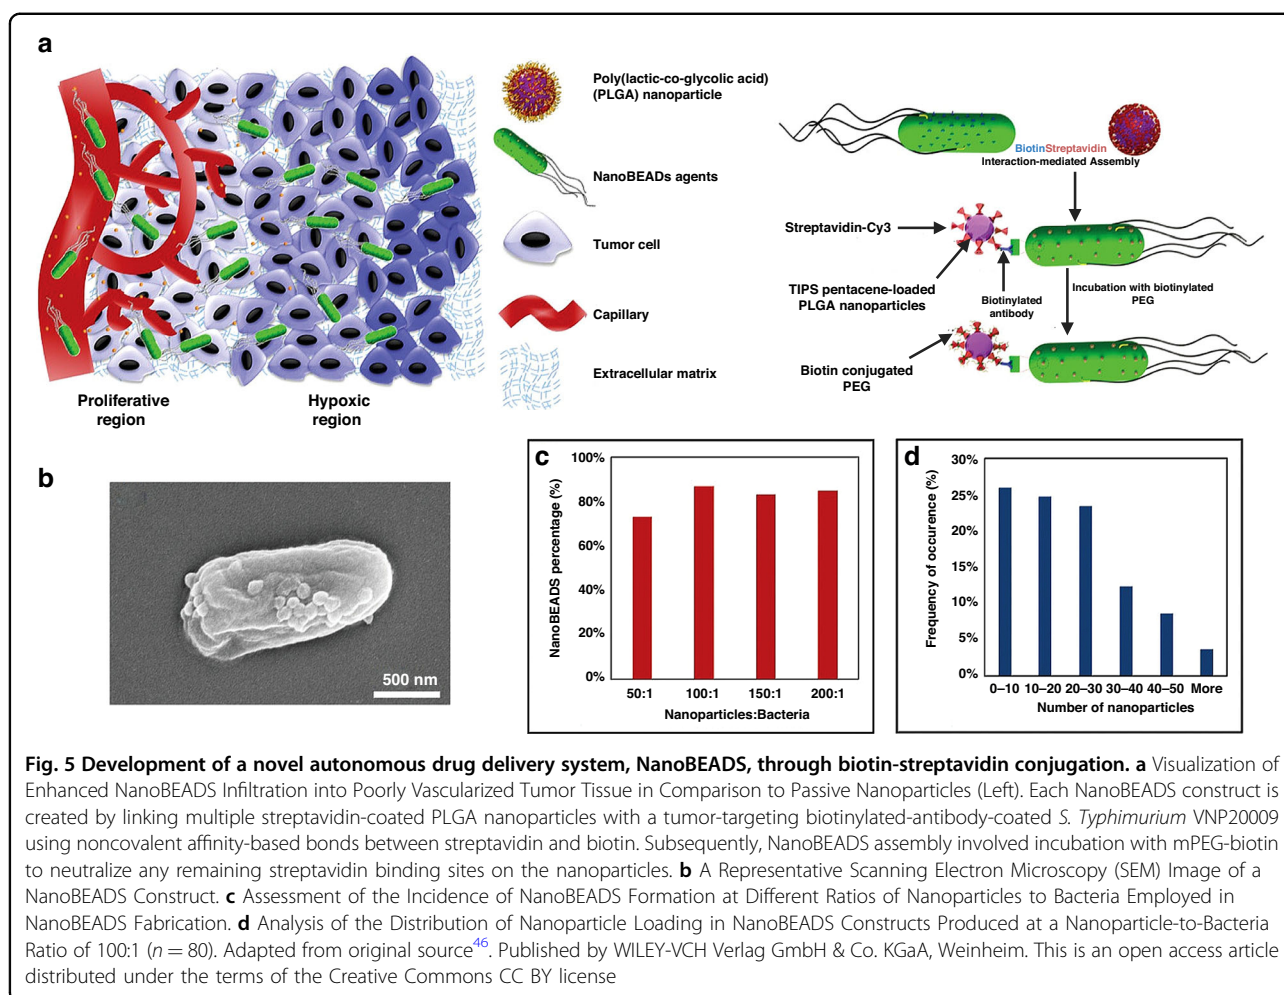 a
Poly(lactic-co-glycolic acid)
(PLGA) nanoparticle
NanoBEADs agents
Tumor cell
Capillary
Extracellular matrix
Proliferative
region
Hypoxic
region
BiotinStreptavidin
Interaction-mediated Assembly
Streptavidin-Cy3
TIPS pentacene-loaded
PLGA nanoparticles
Biotinylated
antibody
Incubation with biotinylated
PEG
Biotin conjugated
PEG
b
500 nm
c
NanoBEADS percentage (%)
100%
80%
60%
40%
20%
0%
50:1 100:1 150:1 200:1
Nanoparticles:Bacteria
d
Frequency of occurence (%)
30%
25%
20%
15%
10%
5%
0%
0–10 10–20 20–30 30–40 40–50 More
Number of nanoparticles
Fig. 5 Development of a novel autonomous drug delivery system, NanoBEADS, through biotin-streptavidin conjugation. a Visualization of
Enhanced NanoBEADS Infiltration into Poorly Vascularized Tumor Tissue in Comparison to Passive Nanoparticles (Left). Each NanoBEADS construct is
created by linking multiple streptavidin-coated PLGA nanoparticles with a tumor-targeting biotinylated-antibody-coated S. Typhimurium VNP20009
using noncovalent affinity-based bonds between streptavidin and biotin. Subsequently, NanoBEADS assembly involved incubation with mPEG-biotin
to neutralize any remaining streptavidin binding sites on the nanoparticles. b A Representative Scanning Electron Microscopy (SEM) Image of a
NanoBEADS Construct. c Assessment of the Incidence of NanoBEADS Formation at Different Ratios of Nanoparticles to Bacteria Employed in
NanoBEADS Fabrication. d Analysis of the Distribution of Nanoparticle Loading in NanoBEADS Constructs Produced at a Nanoparticle-to-Bacteria
Ratio of 100:1 (n = 80). Adapted from original source46. Published by WILEY-VCH Verlag GmbH & Co. KGaA, Weinheim. This is an open access article
distributed under the terms of the Creative Commons CC BY license